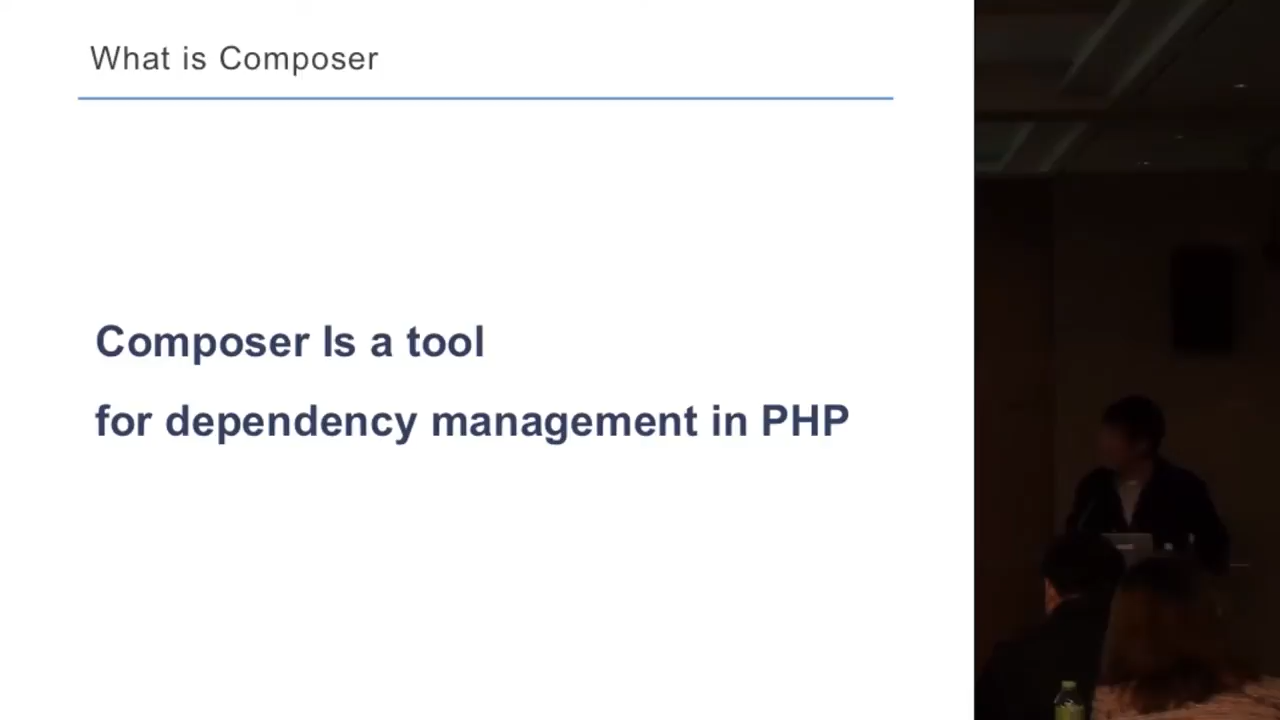 What is Composer
Composer Is a tool
for dependency management in PHP